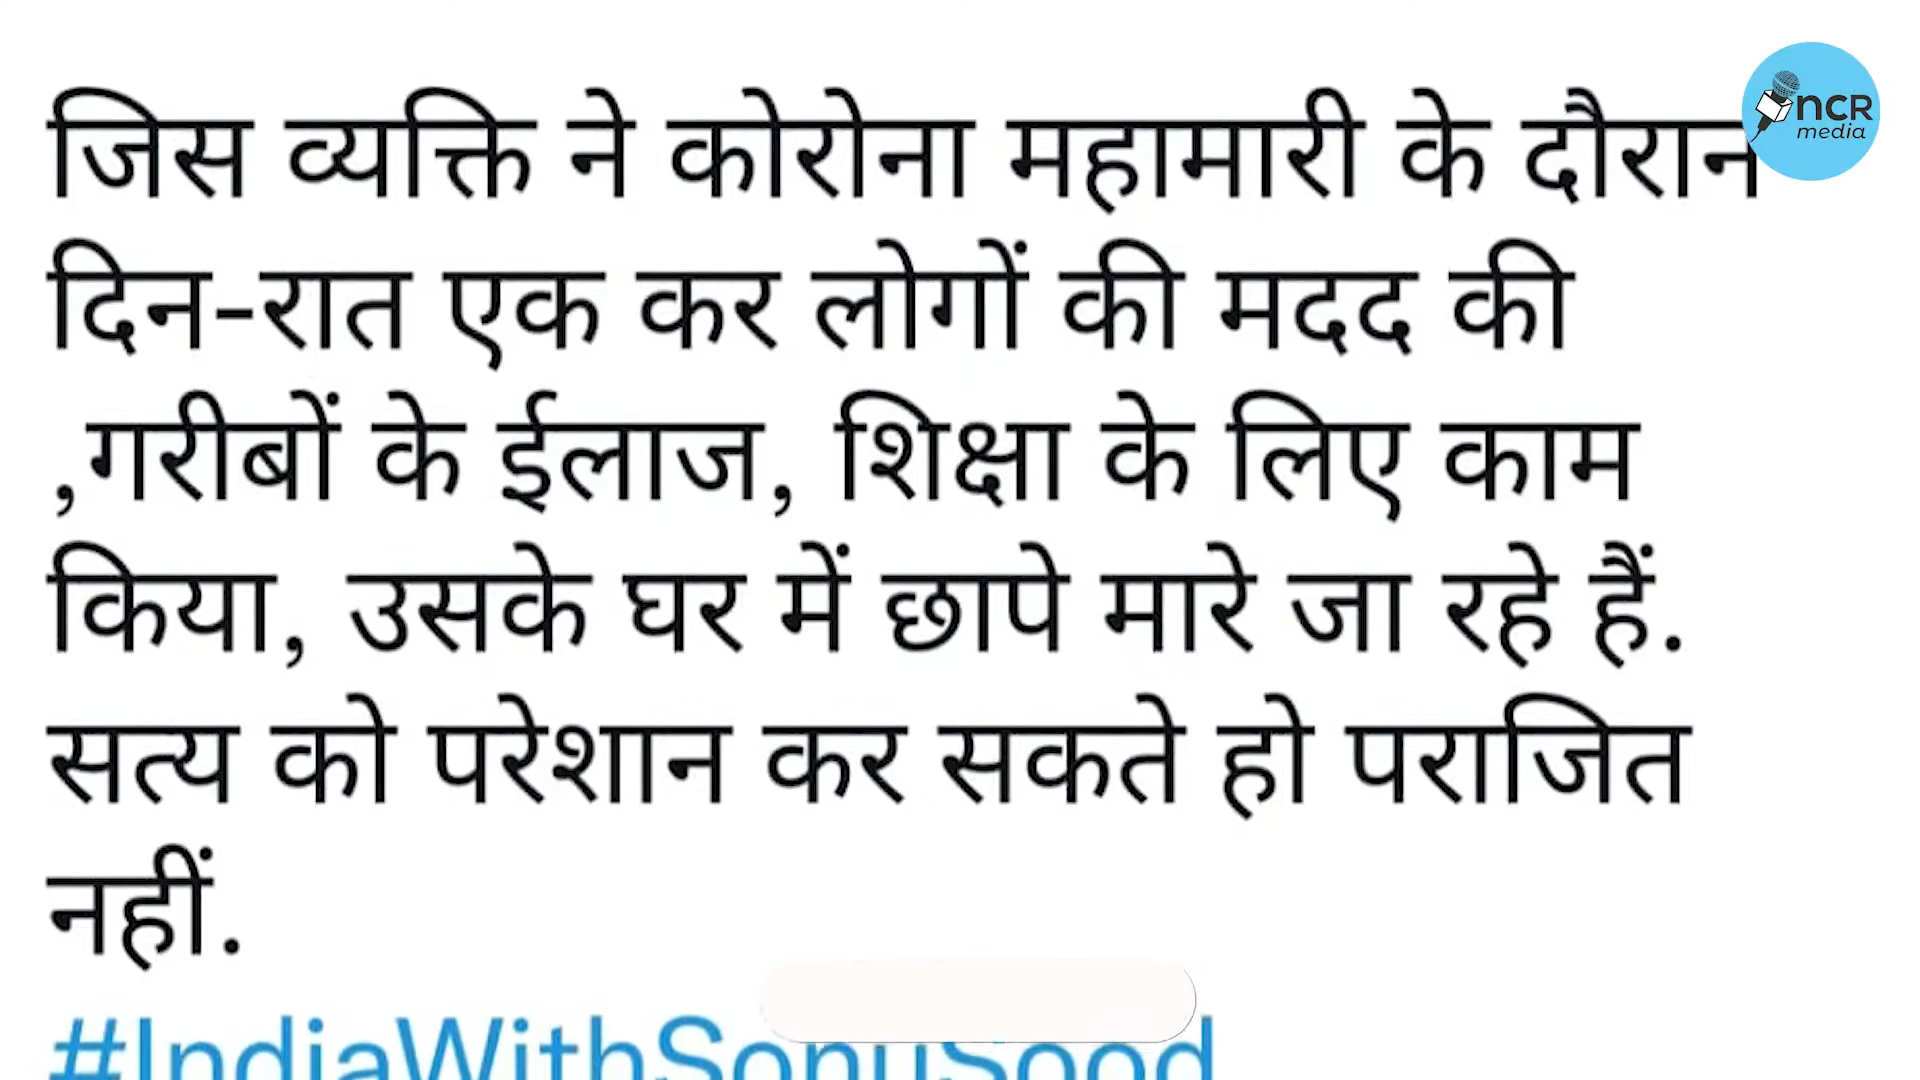 जिस व्यक्ति ने कोरोना महामारी के दौरान
दिन-रात एक कर लोगों की मदद की
,गरीबों के ईलाज, शिक्षा के लिए काम
किया, उसके घर में छापे मारे जा रहे हैं.
सत्य को परेशान कर सकते हो पराजित
नहीं.
#IndiaWithSonuSood
nCR
media